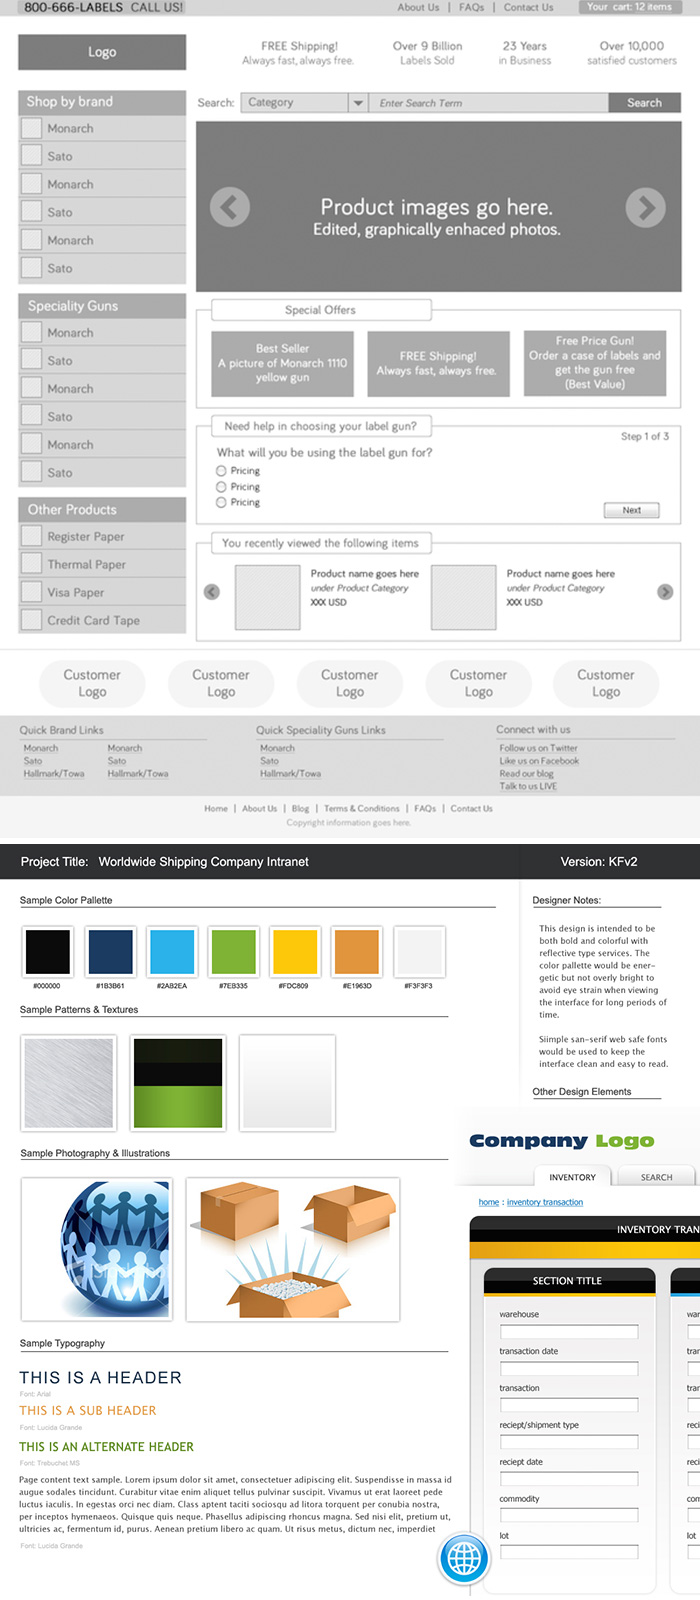 800-666-LABELS CALL US!
About Us | FAQs | Contact Us
Your cart: 12 items
Logo
FREE Shipping!
Always fast, always free.
Over 9 Billion
Labels Sold
23 Years
in Business
Over 10,000
satisfied customers
Shop by brand
Monarch
Sato
Monarch
Sato
Monarch
Sato
Speciality Guns
Monarch
Sato
Monarch
Sato
Monarch
Sato
Other Products
Register Paper
Thermal Paper
Visa Paper
Credit Card Tape
Search:
Category
Enter Search Term
Search
Product images go here.
Edited, graphically enhaced photos.
Special Offers
Best Seller
A picture of Monarch 1110
yellow gun
FREE Shipping!
Always fast, always free.
Free Price Gun!
Order a case of labels and
get the gun free
(Best Value)
Need help in choosing your label gun?
Step 1 of 3
What will you be using the label gun for?
Pricing
Pricing
Pricing
Next
You recently viewed the following items
Product name goes here
under Product Category
XXX USD
Product name goes here
under Product Category
XXX USD
Customer
Logo
Customer
Logo
Customer
Logo
Customer
Logo
Customer
Logo
Quick Brand Links
Monarch
Sato
Hallmark/Towa
Monarch
Sato
Hallmark/Towa
Quick Speciality Guns Links
Monarch
Sato
Hallmark/Towa
Connect with us
Follow us on Twitter
Like us on Facebook
Read our blog
Talk to us LIVE
Home | About Us | Blog | Terms & Conditions | FAQs | Contact Us
Copyright information goes here.
Project Title: Worldwide Shipping Company Intranet
Version: KFv2
Sample Color Pallette
#000000
#1B3B61
#2AB2EA
#7EB335
#FDC809
#E1963D
#F3F3F3
Sample Patterns & Textures
Sample Photography & Illustrations
Sample Typography
THIS IS A HEADER
Font: Arial
THIS IS A SUB HEADER
Font: Lucida Grande
THIS IS AN ALTERNATE HEADER
Font: Trebuchet MS
Page content text sample. Lorem ipsum dolor sit amet, consectetuer adipiscing elit. Suspendisse in massa id
augue sodales tincidunt. Curabitur vitae enim aliquet tellus pulvinar suscipit. Vivamus ut erat laoreet pede
luctus iaculis. In egestas orci nec diam. Class aptent taciti sociosqu ad litora torquent per conubia nostra,
per inceptos hymenaeos. Quisque quis neque. Phasellus adipiscing rhoncus magna. Sed nisi elit, pretium ut,
ultricies ac, fermentum id, purus. Aenean pretium libero ac quam. Ut risus metus, dictum nec, imperdiet
Font: Lucida Grande
Designer Notes:
This design is intended to be
both bold and colorful with
reflective type services. The
color pallette would be ener-
getic but not overly bright to
avoid eye strain when viewing
the interface for long periods of
time.
Siimple san-serif web safe fonts
would be used to keep the
interface clean and easy to read.
Other Design Elements
Company Logo
INVENTORY
SEARCH
home : inventory transaction
INVENTORY TRAN
SECTION TITLE
warehouse
transaction date
transaction
reciept/shipment type
reciept date
commodity
lot
war
tran
tran
reci
reci
com
lot